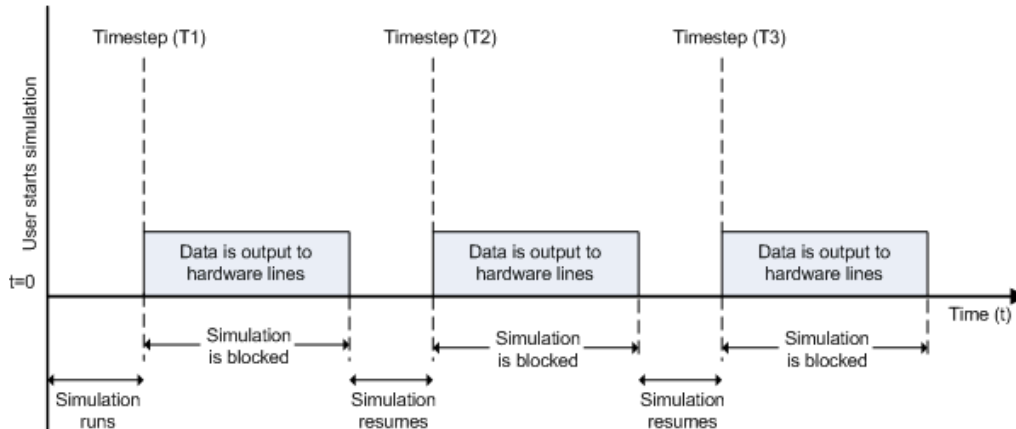 User starts simulation
t=0
Timestep (T1)
Timestep (T2)
Timestep (T3)
Data is output to
hardware lines
Data is output to
hardware lines
Data is output to
hardware lines
Time (t)
Simulation
is blocked
Simulation
is blocked
Simulation
is blocked
Simulation
runs
Simulation
resumes
Simulation
resumes